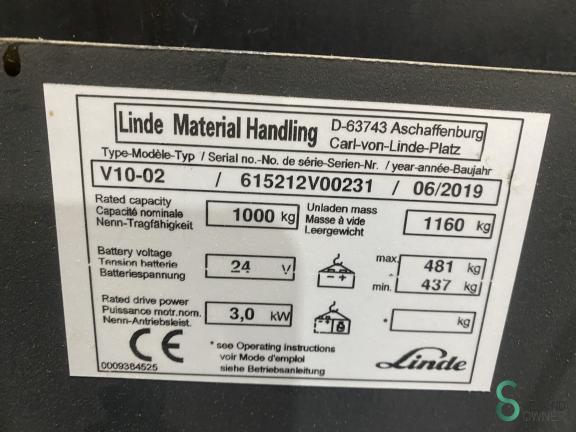 Linde Material Handling
D-63743 Aschaffenburg
Carl-von-Linde-Platz
Type-Modèle-Typ / Serial no.-No. de série-Serien-Nr. / year-année-Baujahr
V10-02 / 615212V00231 / 06/2019
Rated capacity
Capacité nominale
Nenn-Tragfähigkeit
1000 kg
Unladen mass
Masse à vide
Leergewicht
1160 kg
Battery voltage
Tension batterie
Batteriespannung
24 V
- +
max. 481 kg
min. 437 kg
Rated drive power
Puissance motr.nom.
Nenn-Antriebsleist.
3,0 kW
* kg
* see Operating instructions
voir Mode d'emploi
siehe Betriebsanleitung
CE
0009384525
Linde
OWNER